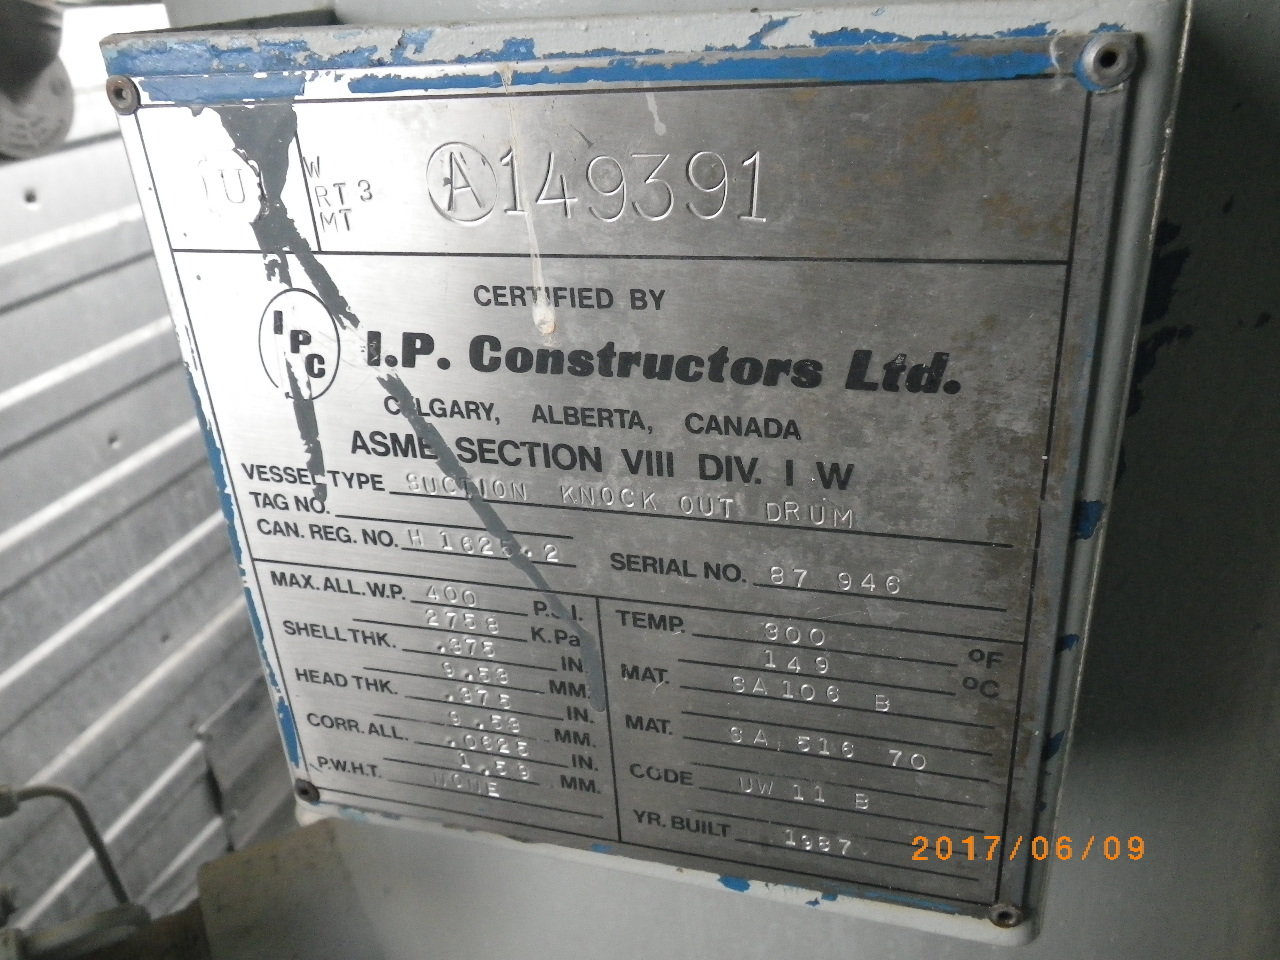 U
W
RT 3
MT
A 149391
CERTIFIED BY
IPC
I.P. Constructors Ltd.
CALGARY, ALBERTA, CANADA
ASME SECTION VIII DIV. I W
VESSEL TYPE SUCTION KNOCK OUT DRUM
TAG NO.
CAN. REG. NO.
SERIAL NO. 87 946
MAX. ALL. W.P. 400 P.S.I.
2758 K.Pa
SHELL THK. .375 IN.
9.53 MM.
HEAD THK. .375 IN.
9.53 MM.
CORR. ALL. .0625 IN.
1.59 MM.
P.W.H.T. NONE
TEMP. 300 °F
149 °C
MAT. SA 106 B
MAT. SA 516 70
CODE UW 11 B
YR. BUILT 1987
2017/06/09